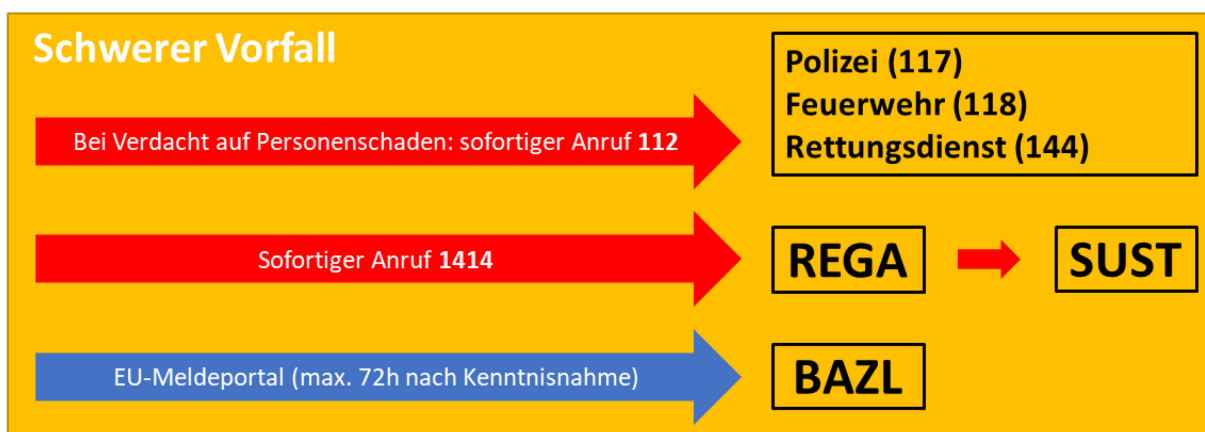 Schwerer Vorfall
Bei Verdacht auf Personenschaden: sofortiger Anruf 112
Polizei (117)
Feuerwehr (118)
Rettungsdienst (144)
Sofortiger Anruf 1414
REGA
SUST
EU-Meldeportal (max. 72h nach Kenntnisnahme)
BAZL